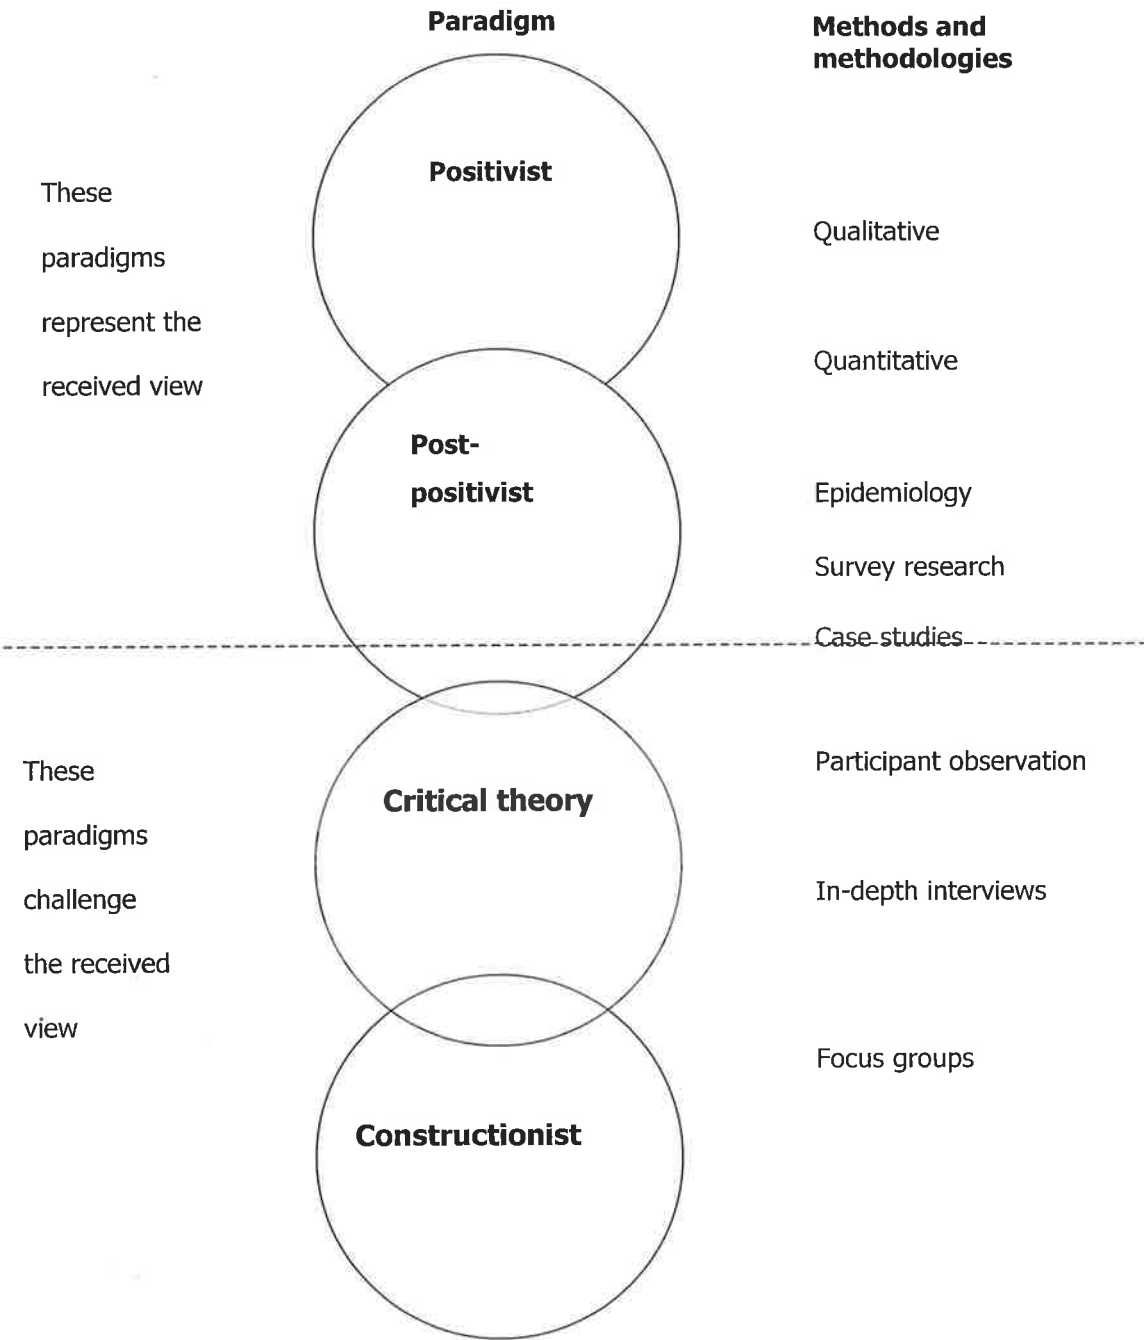 Paradigm
Methods and
methodologies
Positivist
These
paradigms
represent the
received view
Qualitative
Quantitative
Post-
positivist
Epidemiology
Survey research
Case studies
These
paradigms
challenge
the received
view
Critical theory
Participant observation
In-depth interviews
Focus groups
Constructionist